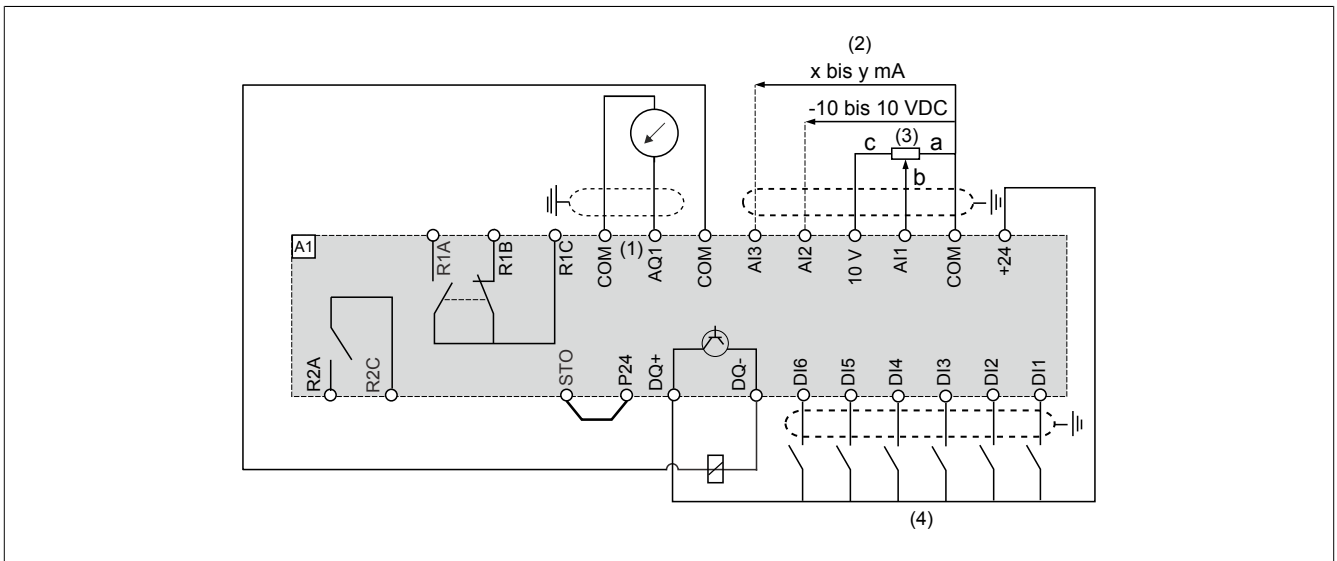 (2)
x bis y mA
-10 bis 10 VDC
c
(3)
a
b
A1
R1A
R1B
R1C
COM
(1)
AQ1
COM
AI3
AI2
10 V
AI1
COM
+24
R2A
R2C
STO
P24
DQ+
DQ-
DI6
DI5
DI4
DI3
DI2
DI1
(4)